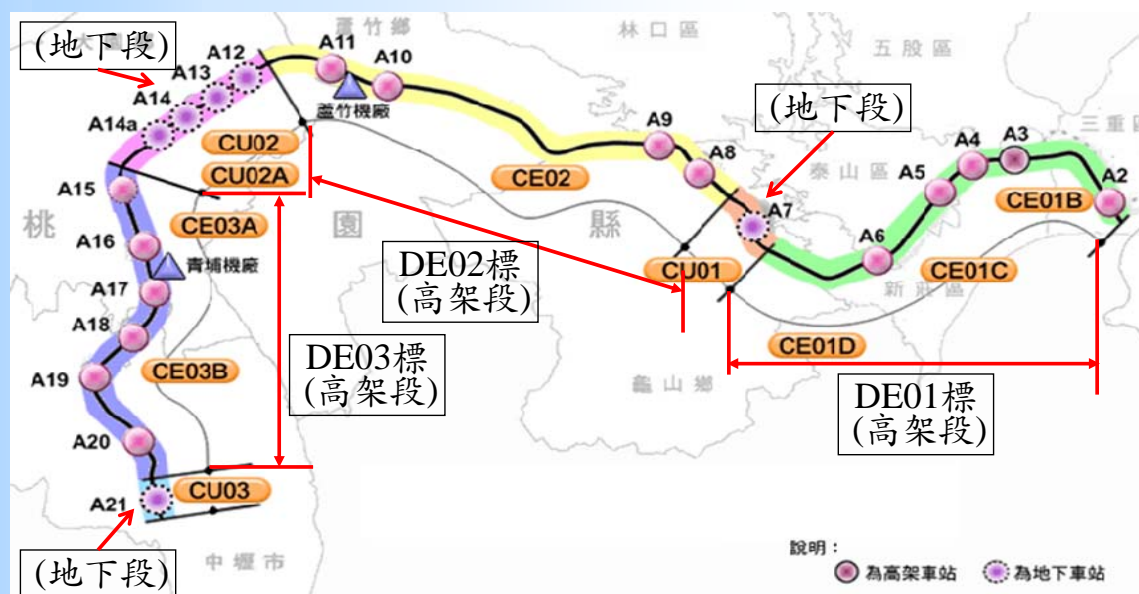 (地下段)
蘆竹鄉
林口區
五股區
三重區
A12
A11
A10
A13
A14
A14a
蘆竹機廠
(地下段)
A9
A8
A7
泰山區
A5
A4
A3
A2
A6
新莊區
CU02
CU02A
CE02
CE01B
CE01C
CU01
CE01D
A15
A16
桃園縣
CE03A
青埔機廠
A17
A18
A19
A20
A21
CE03B
CU03
DE02標
(高架段)
DE03標
(高架段)
龜山鄉
DE01標
(高架段)
(地下段)
中壢市
說明：
為高架車站
為地下車站